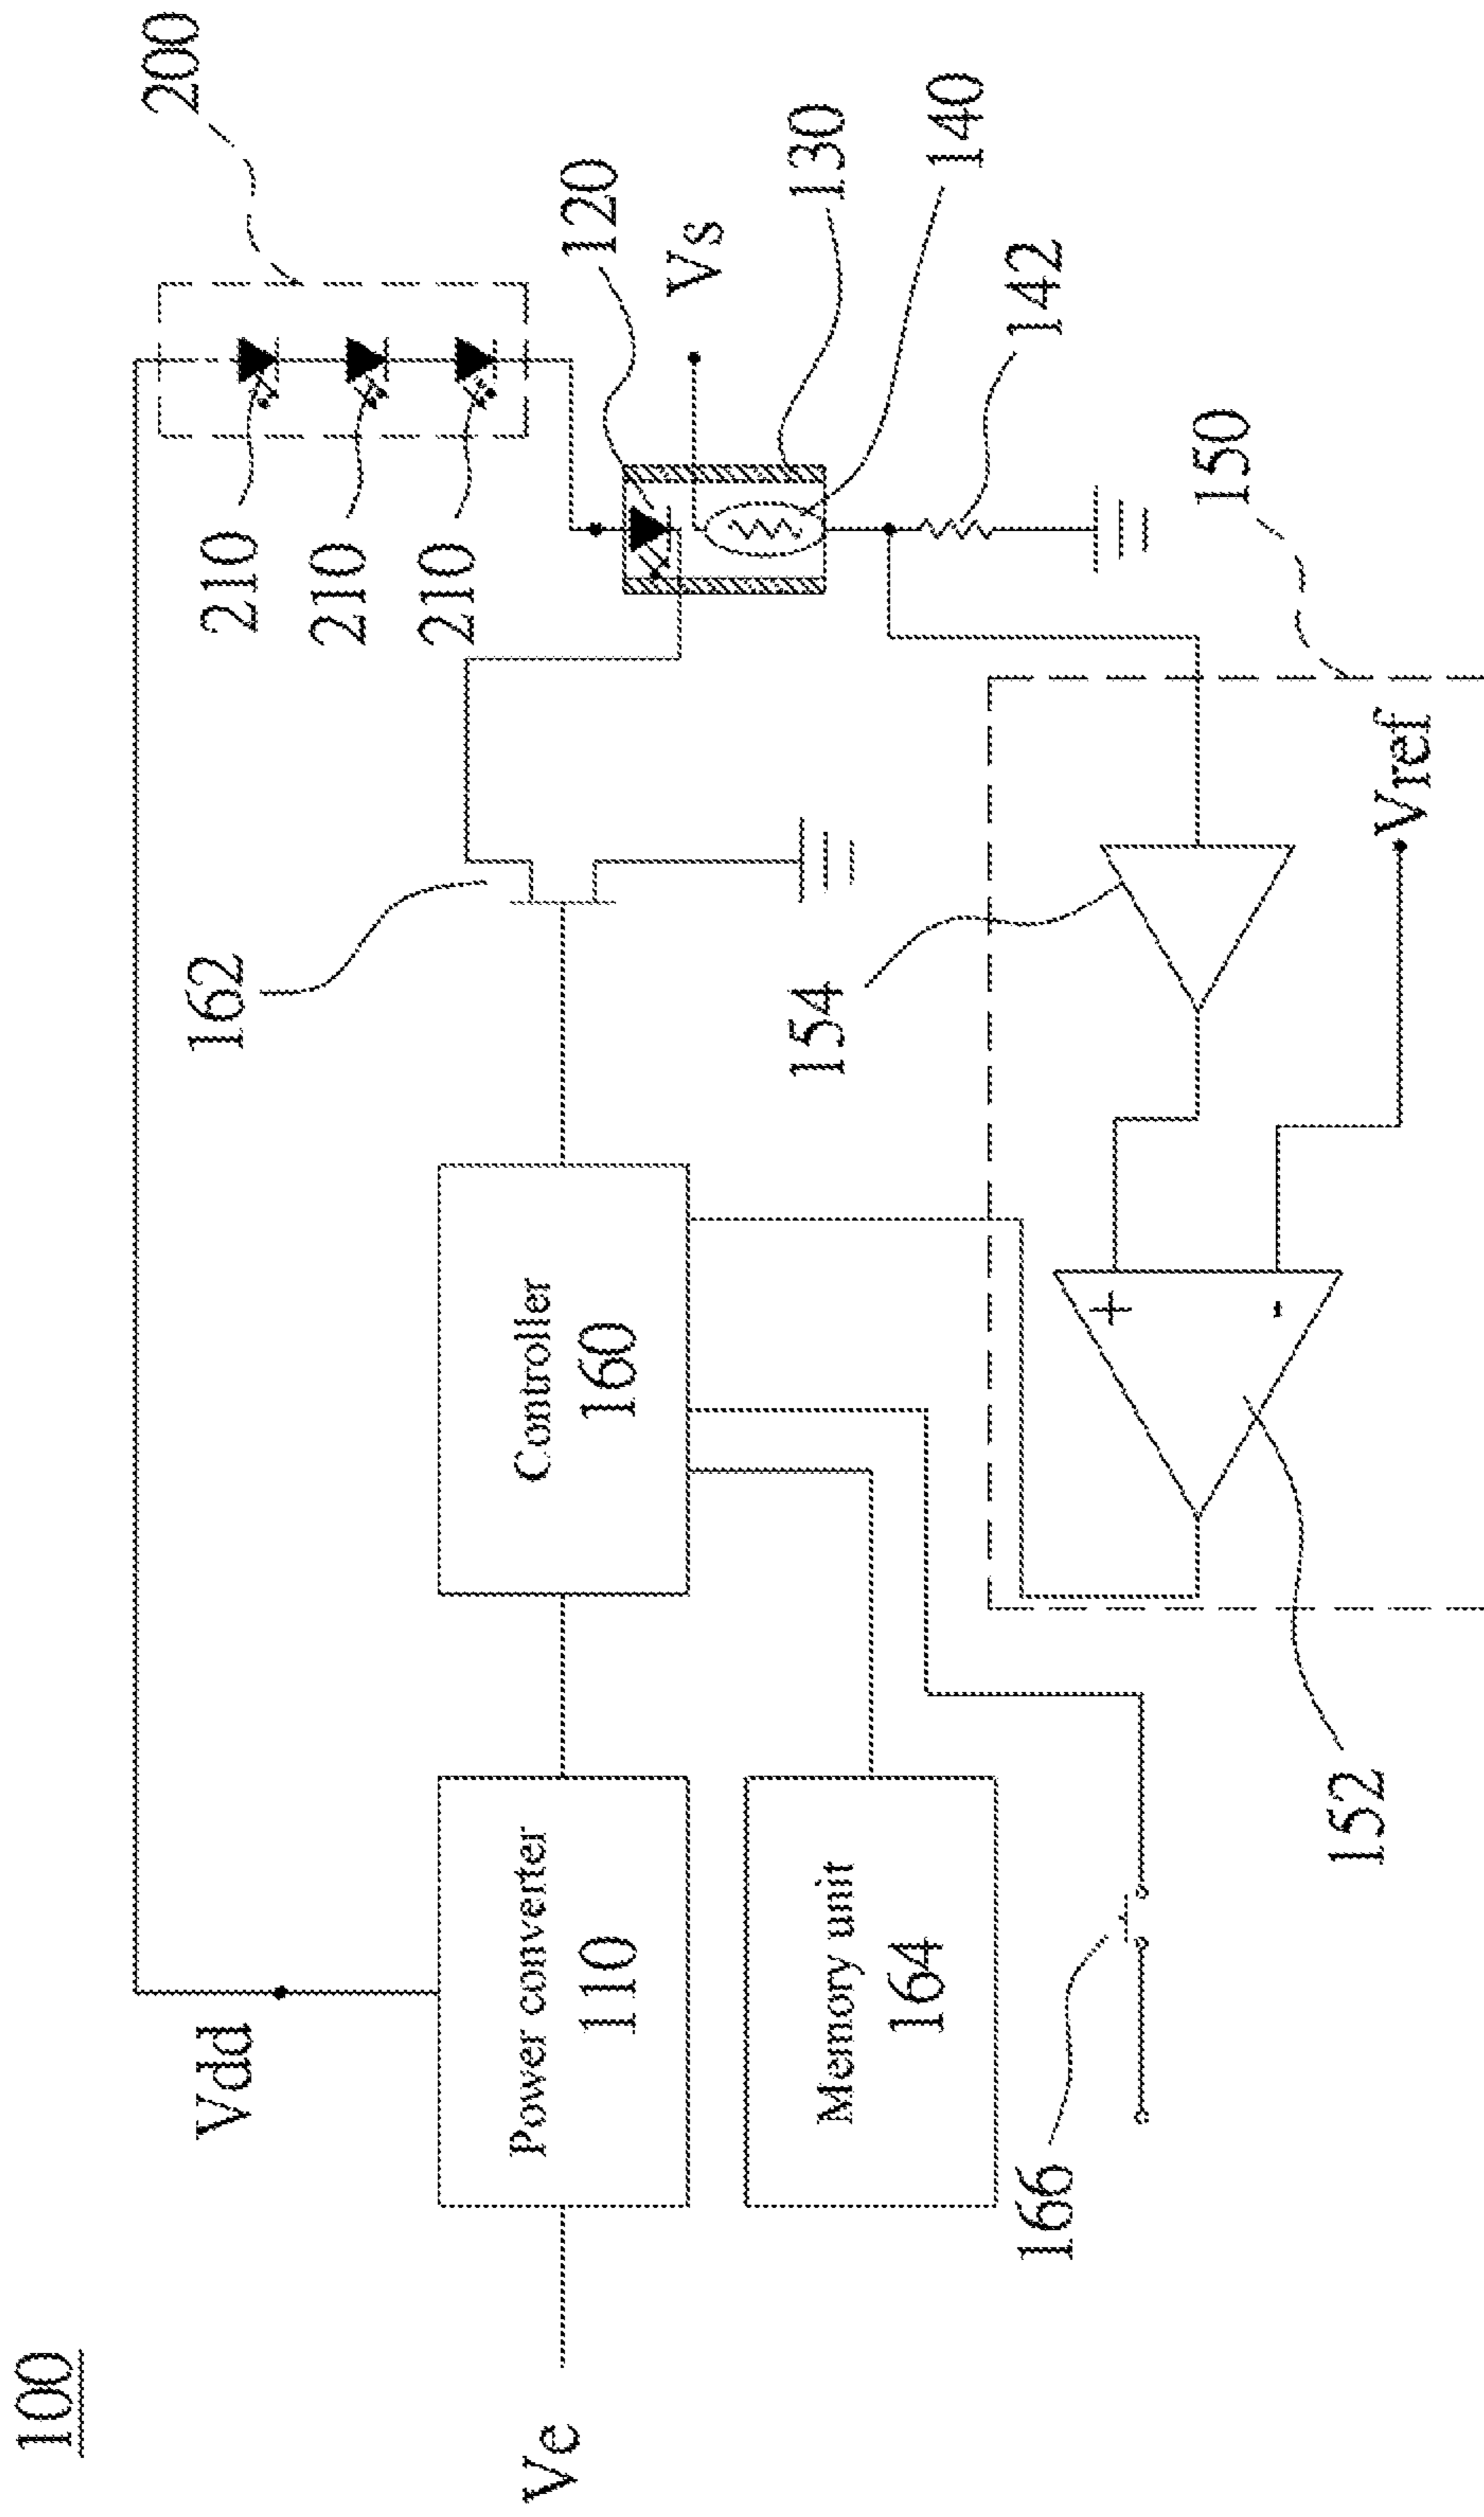 100
Vdd
200
210
210
210
162
120
Vs
130
140
142
Ve
Power converter
110
Controller
160
Memory unit
164
154
150
166
152
+
-
Vref